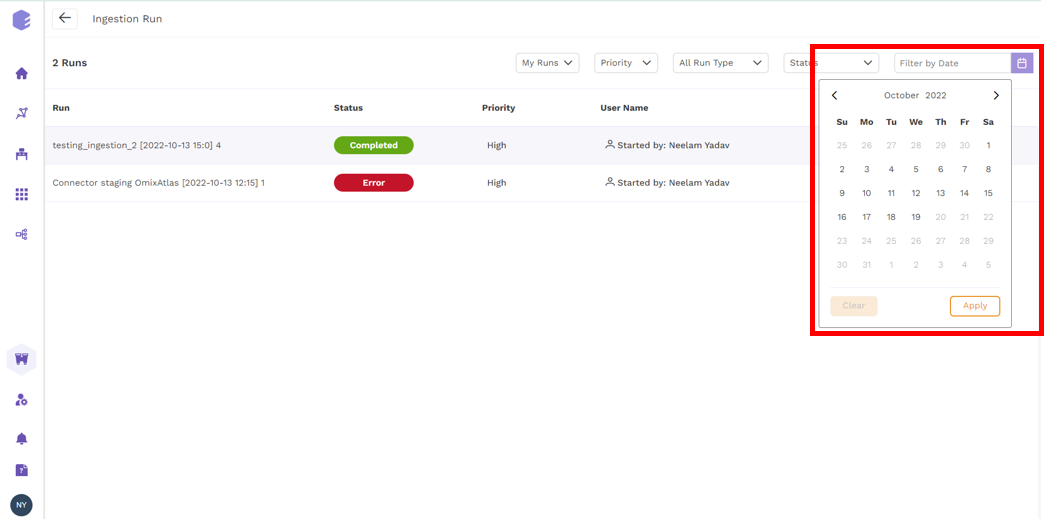 Ingestion Run
2 Runs
My Runs
Priority
All Run Type
Status
Filter by Date
Run Status Priority User Name
testing_ingestion_2 [2022-10-13 15:0] 4 Completed High Started by: Neelam Yadav
Connector staging OmixAtlas [2022-10-13 12:15] 1 Error High Started by: Neelam Yadav
October 2022
Su Mo Tu We Th Fr Sa
25 26 27 28 29 30 1
2 3 4 5 6 7 8
9 10 11 12 13 14 15
16 17 18 19 20 21 22
23 24 25 26 27 28 29
30 31 1 2 3 4 5
Clear Apply
?
NY